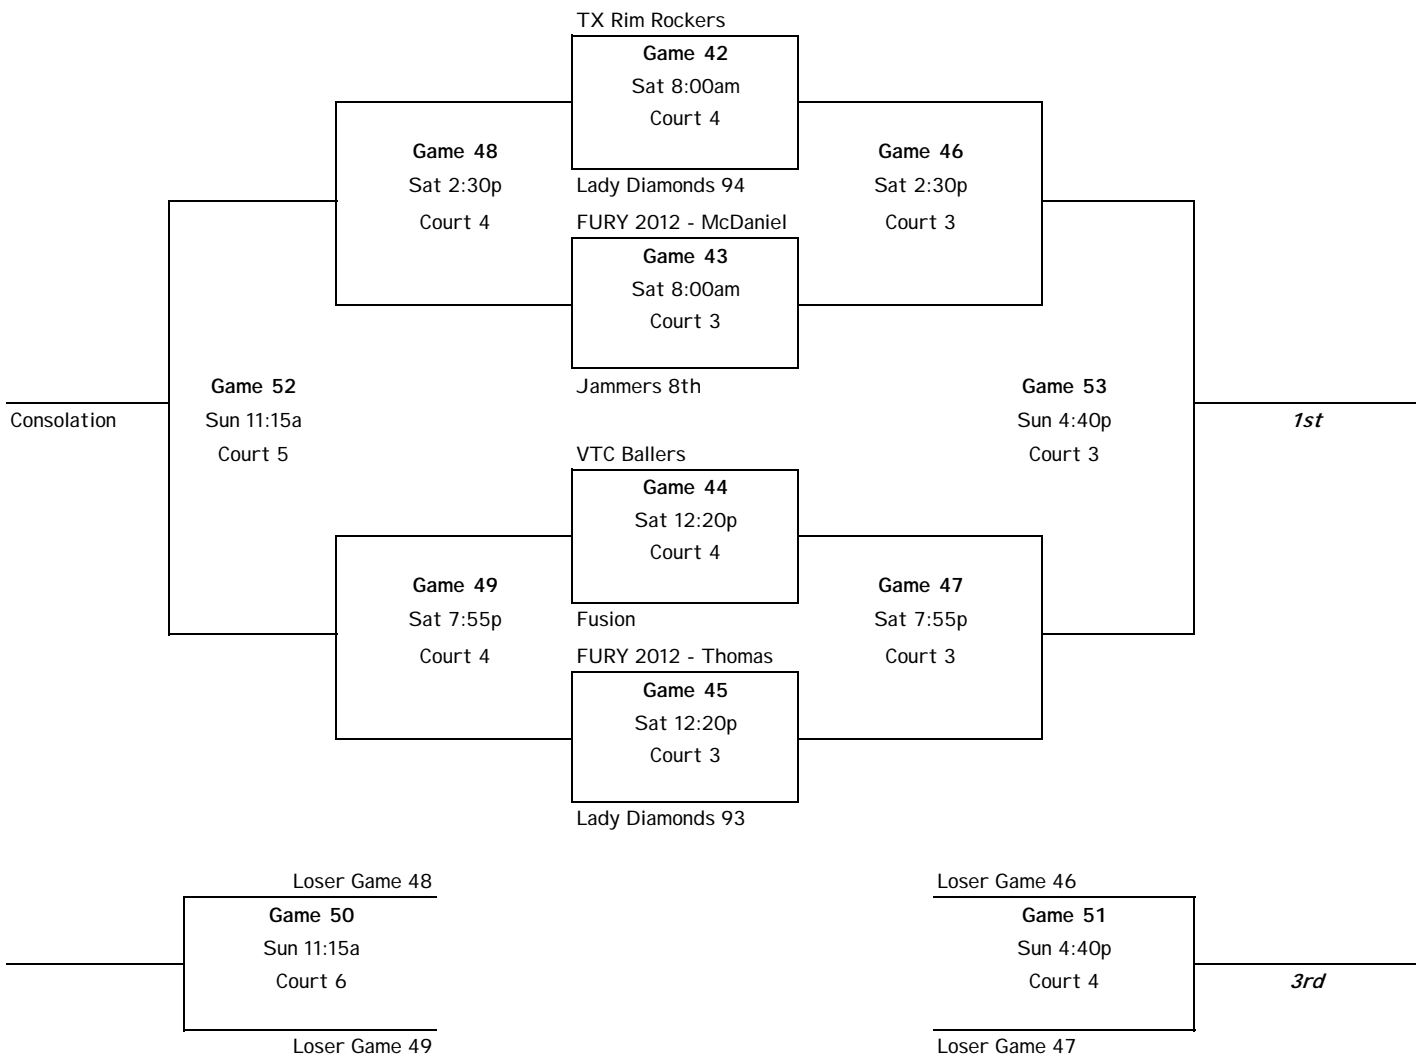 TX Rim Rockers
Game 42
Sat 8:00am
Court 4
Lady Diamonds 94
Game 48
Sat 2:30p
Court 4
Game 46
Sat 2:30p
Court 3
FURY 2012 - McDaniel
Game 43
Sat 8:00am
Court 3
Jammers 8th
Game 52
Sun 11:15a
Court 5
Consolation
Game 53
Sun 4:40p
Court 3
1st
VTC Ballers
Game 44
Sat 12:20p
Court 4
Fusion
Game 49
Sat 7:55p
Court 4
Game 47
Sat 7:55p
Court 3
FURY 2012 - Thomas
Game 45
Sat 12:20p
Court 3
Lady Diamonds 93
Loser Game 48
Game 50
Sun 11:15a
Court 6
Loser Game 49
Loser Game 46
Game 51
Sun 4:40p
Court 4
3rd
Loser Game 47